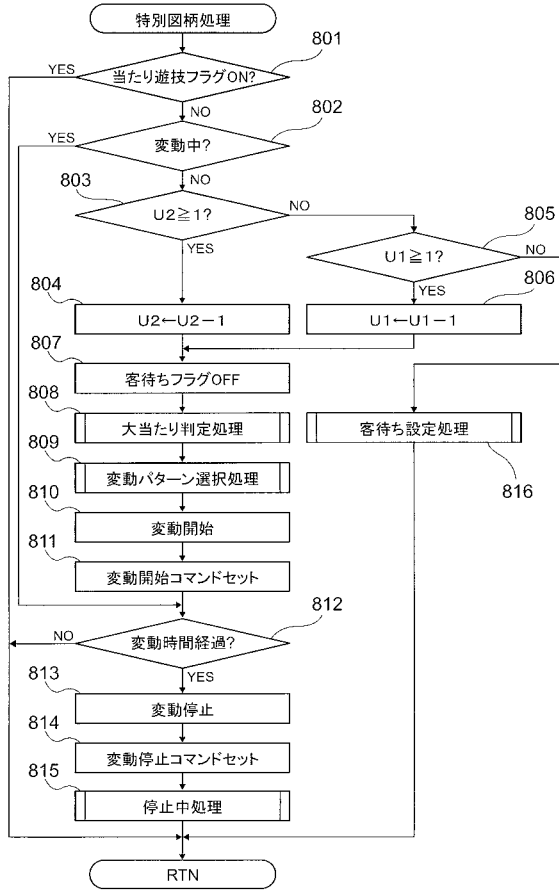 特別図柄処理
801
YES
当たり遊技フラグON?
NO
802
YES
変動中?
803
NO
U2≧1?
NO
805
YES
U1≧1?
NO
804
YES
806
U2←U2−1
U1←U1−1
807
客待ちフラグOFF
808
大当たり判定処理
客待ち設定処理
809
816
変動パターン選択処理
810
変動開始
811
変動開始コマンドセット
812
NO
変動時間経過?
YES
813
変動停止
814
変動停止コマンドセット
815
停止中処理
RTN